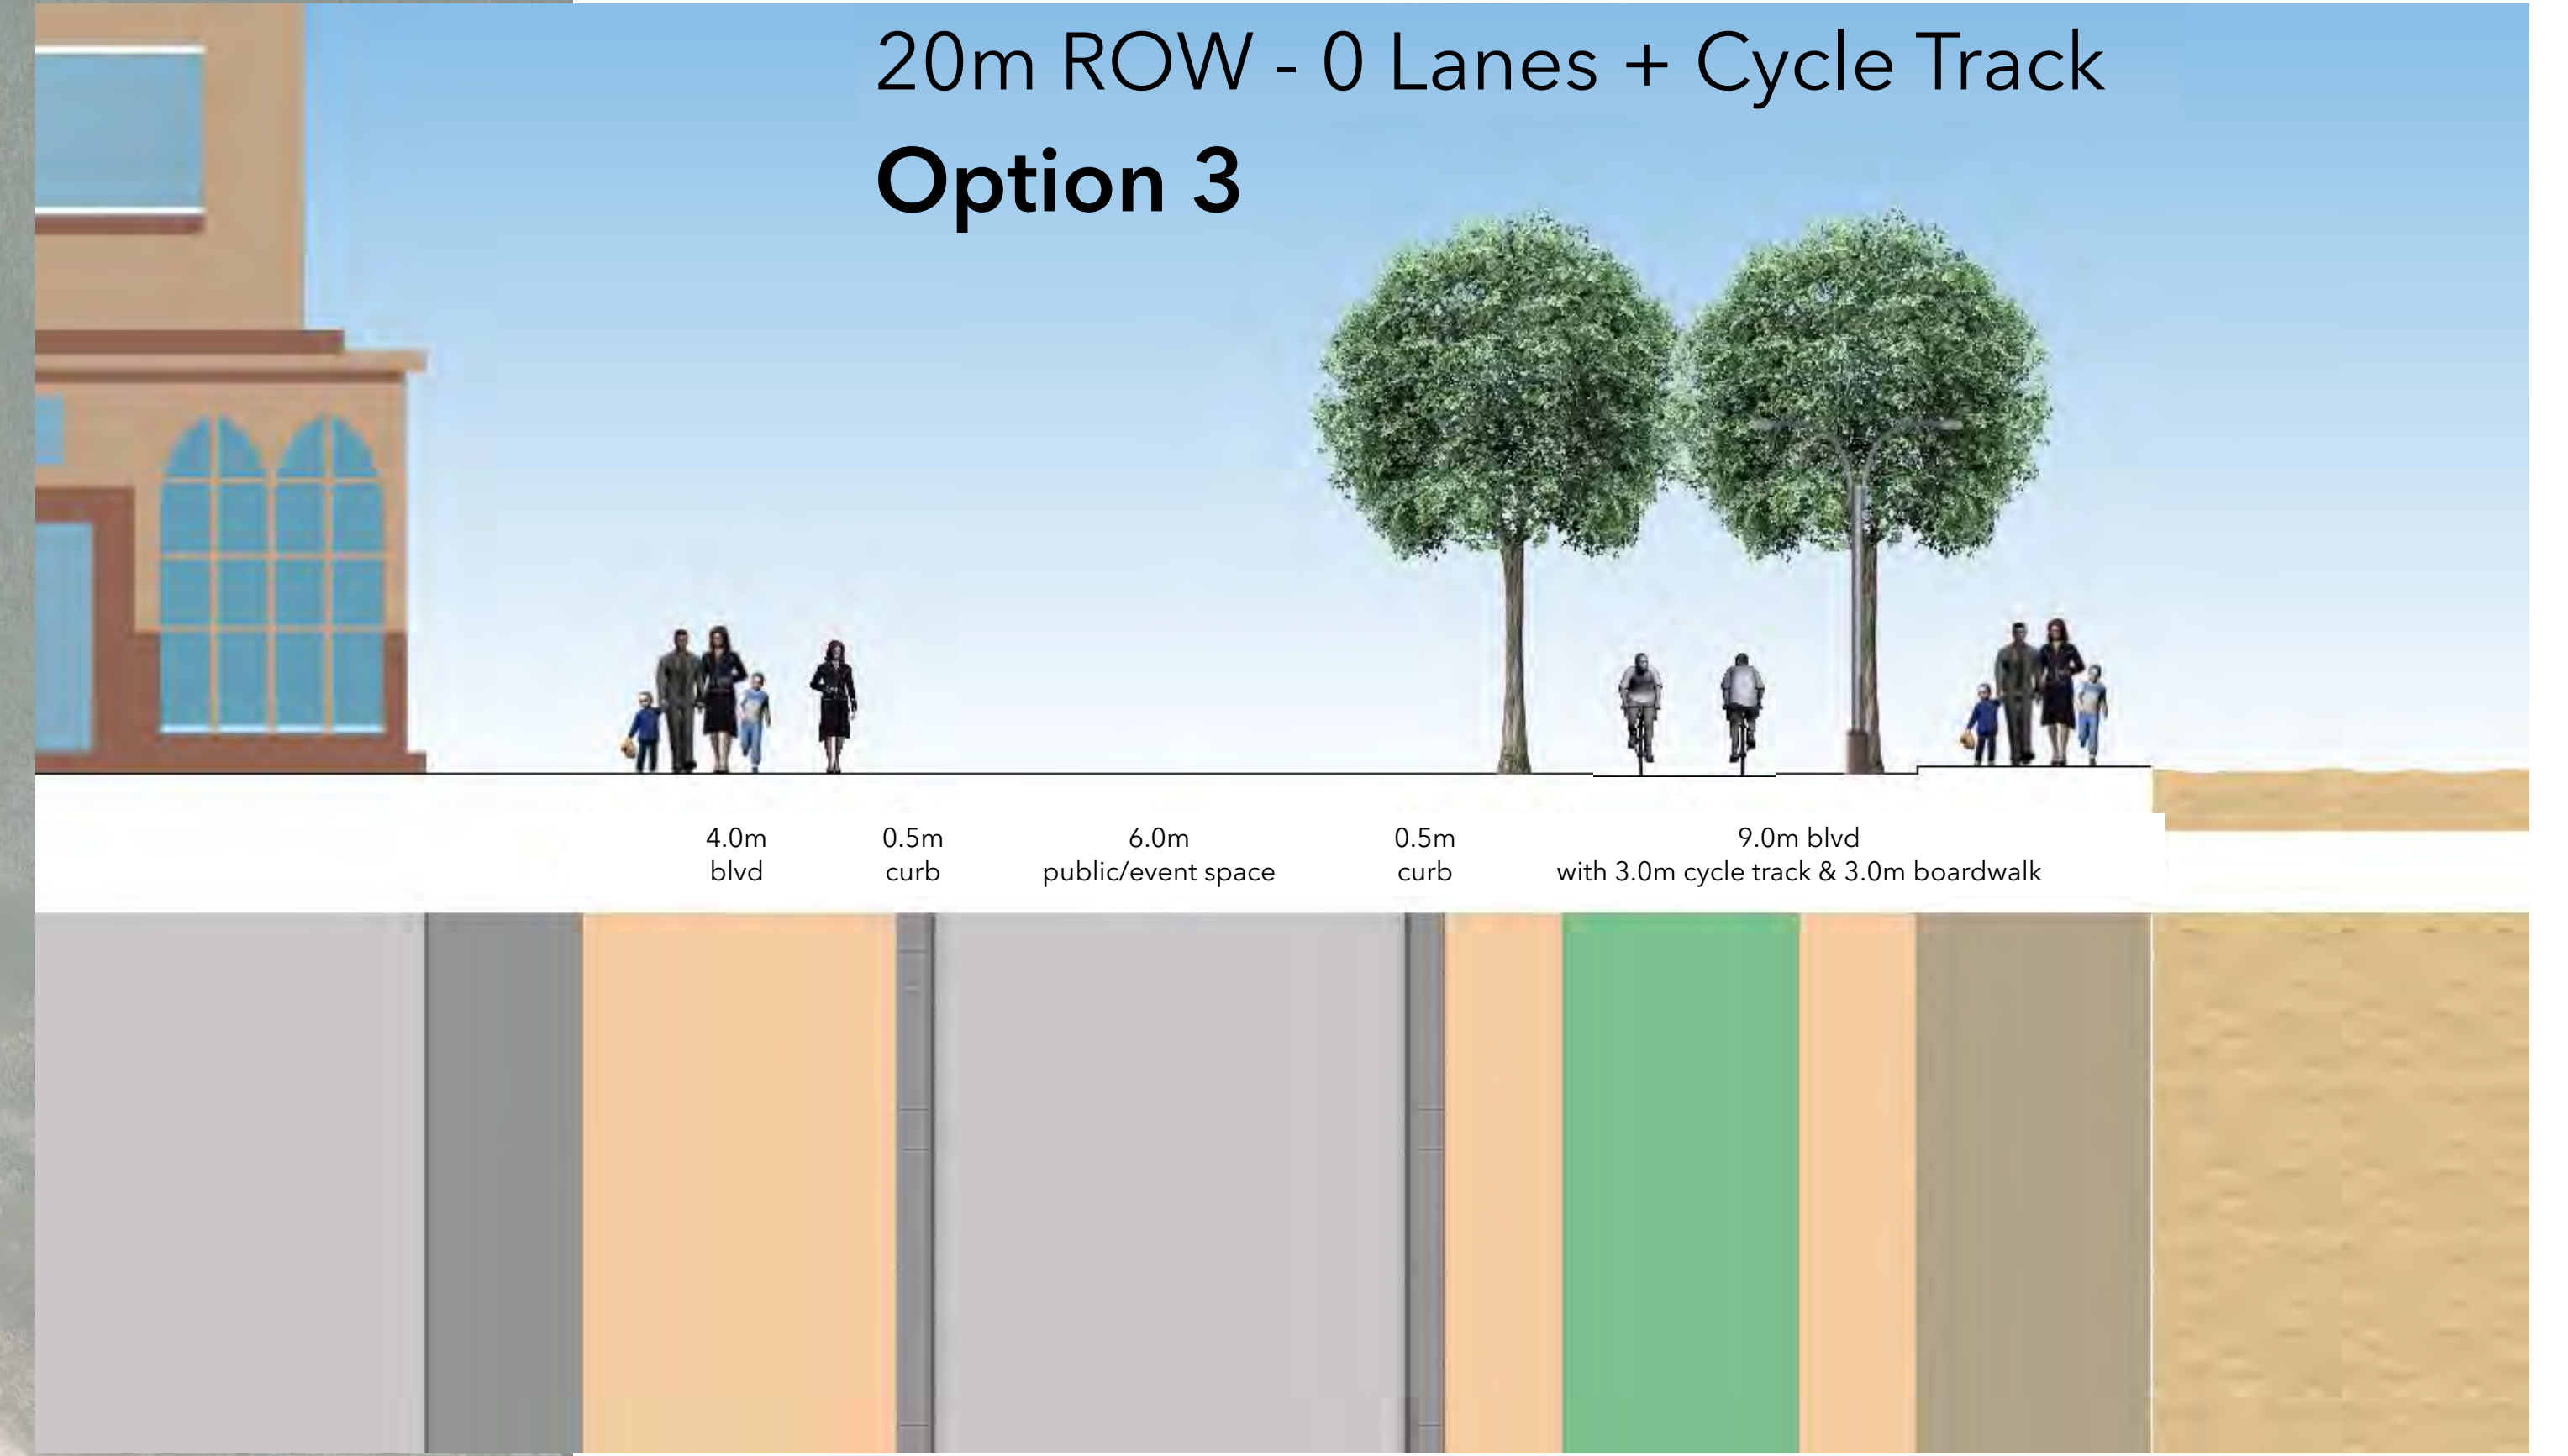 20m ROW - 0 Lanes + Cycle Track
Option 3
4.0m
blvd
0.5m
curb
6.0m
public/event space
0.5m
curb
9.0m blvd
with 3.0m cycle track & 3.0m boardwalk